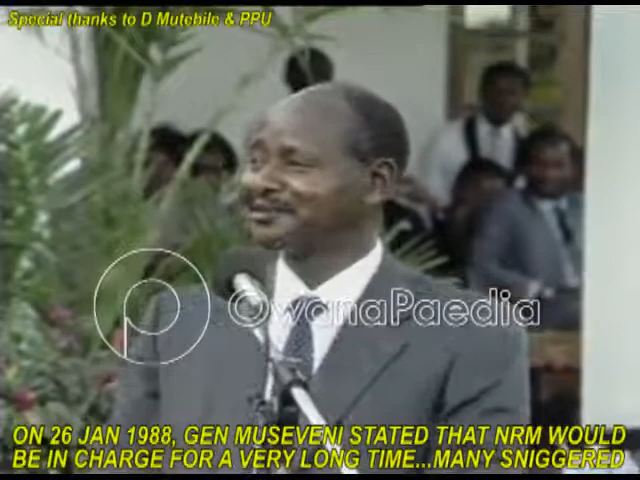 Special thanks to D Mutebile & PPU
©wanaPaedia
ON 26 JAN 1988, GEN MUSEVENI STATED THAT NRM WOULD
BE IN CHARGE FOR A VERY LONG TIME...MANY SNIGGERED